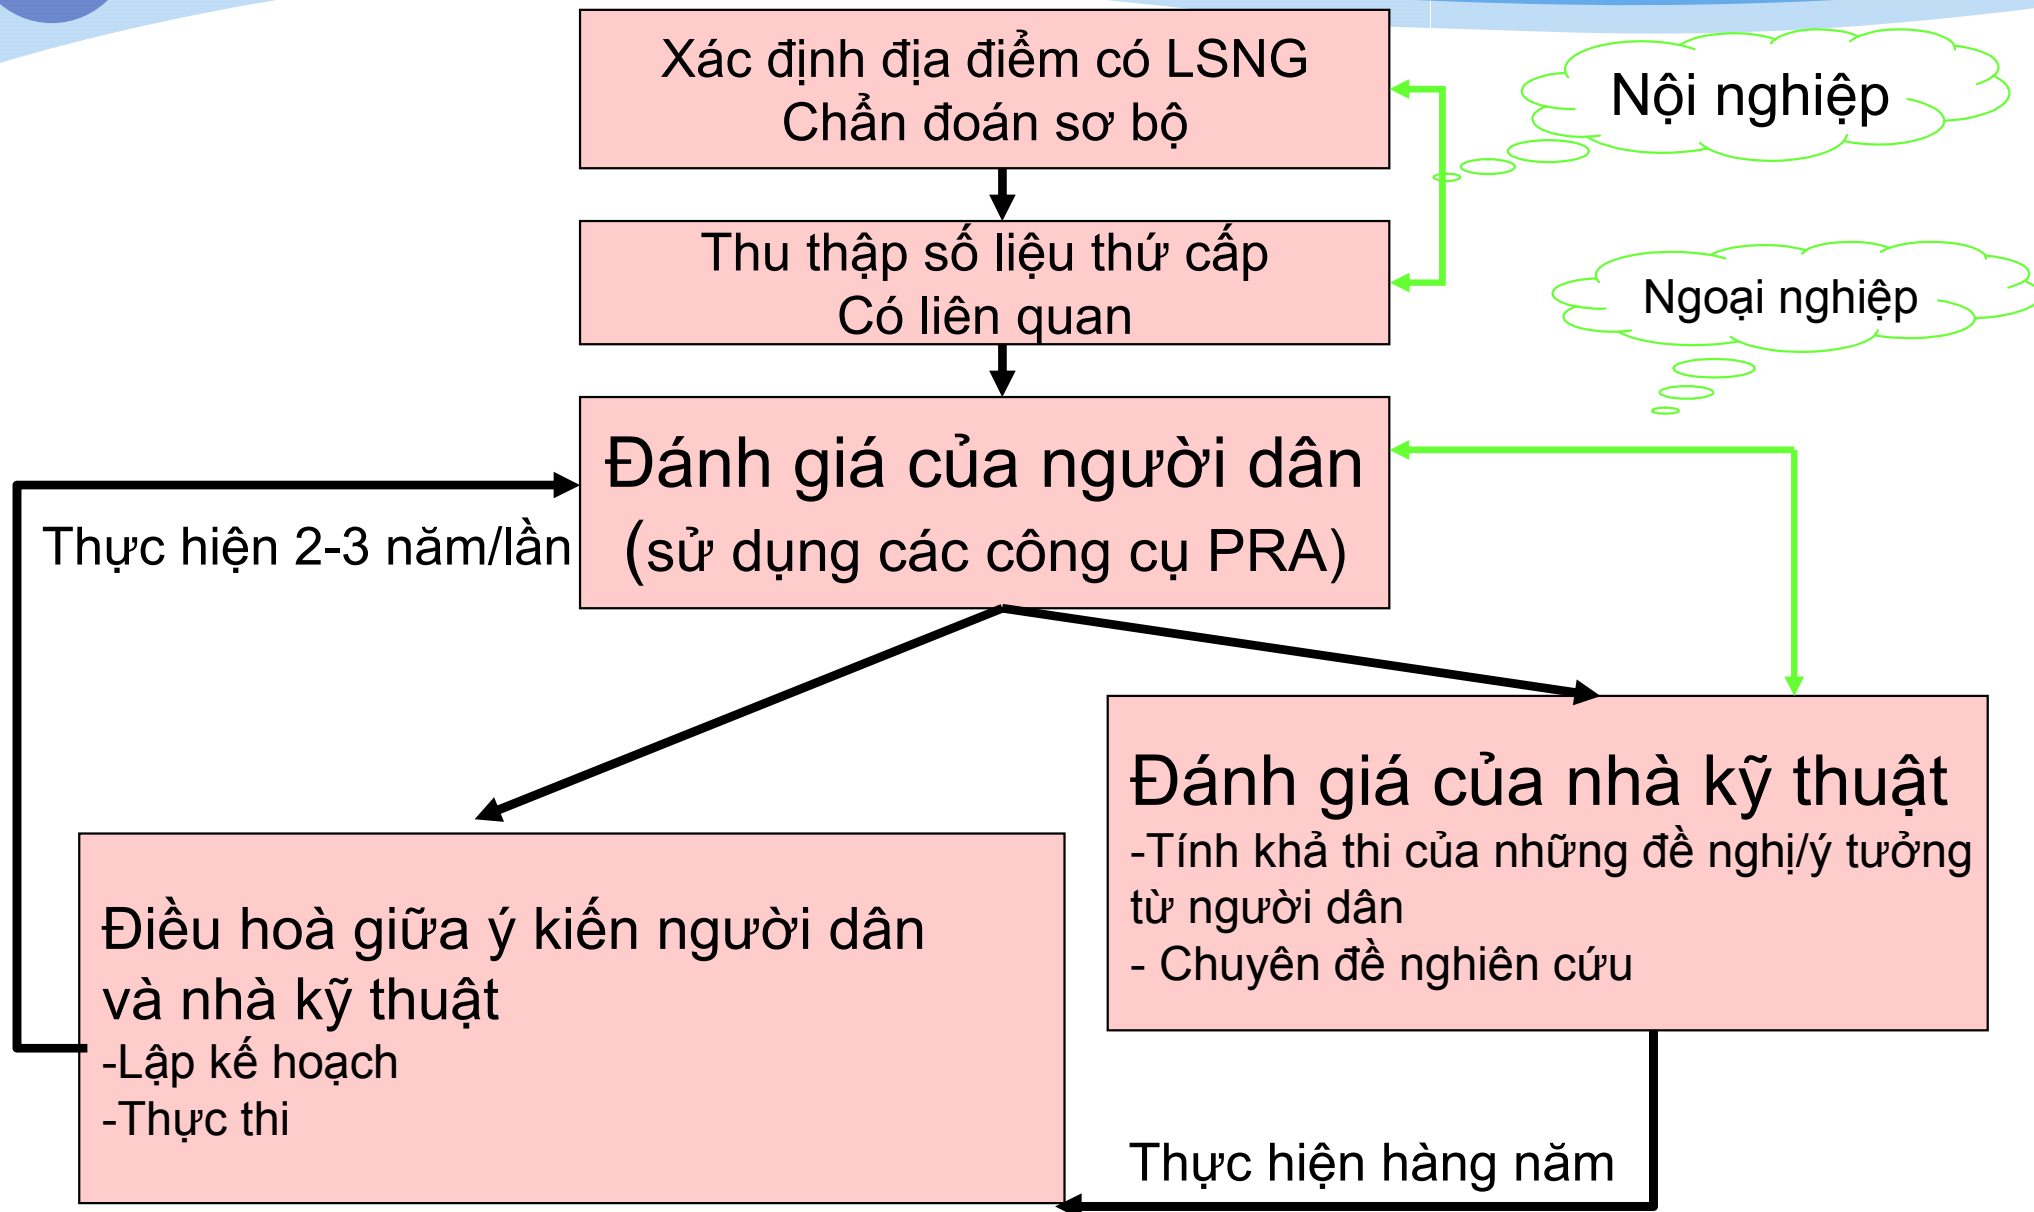 Xác định địa điểm có LSNG
Chẩn đoán sơ bộ
Nội nghiệp
Thu thập số liệu thứ cấp
Có liên quan
Ngoại nghiệp
Đánh giá của người dân
(sử dụng các công cụ PRA)
Thực hiện 2-3 năm/lần
Đánh giá của nhà kỹ thuật
-Tính khả thi của những đề nghị/ý tưởng
từ người dân
- Chuyên đề nghiên cứu
Điều hoà giữa ý kiến người dân
và nhà kỹ thuật
-Lập kế hoạch
-Thực thi
Thực hiện hàng năm